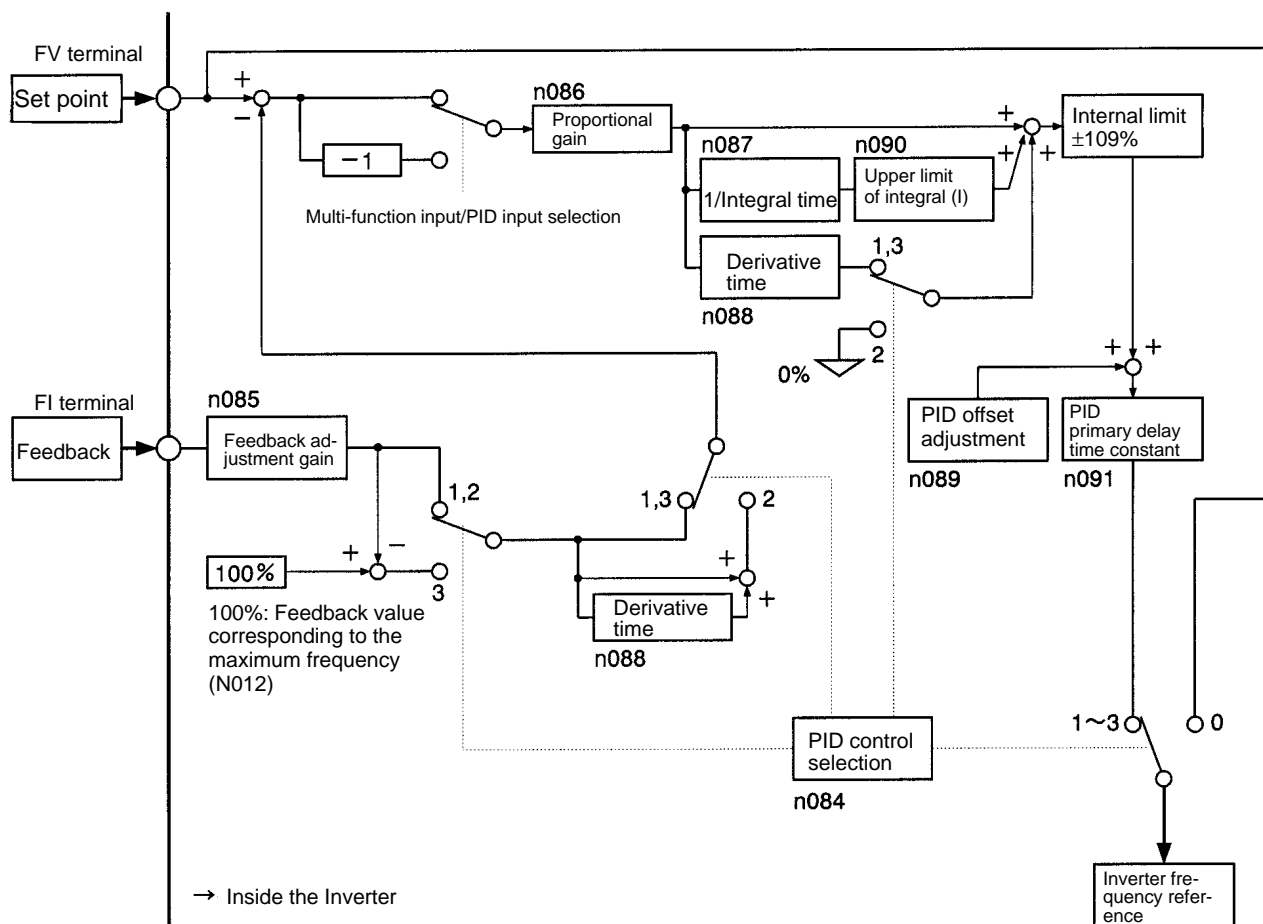 FV terminal
Set point
+
−
−1
Multi-function input/PID input selection
n086
Proportional
gain
n087
1/Integral time
n090
Upper limit
of integral (I)
+
+
+
Internal limit
±109%
Derivative
time
n088
1,3
2
0%
FI terminal
Feedback
n085
Feedback ad-
justment gain
1,2
100%
+
−
3
100%: Feedback value
corresponding to the
maximum frequency
(N012)
1,3
2
+
+
Derivative
time
n088
+
+
PID offset
adjustment
n089
PID
primary delay
time constant
n091
PID control
selection
n084
1～3
0
Inverter fre-
quency refer-
ence
→ Inside the Inverter